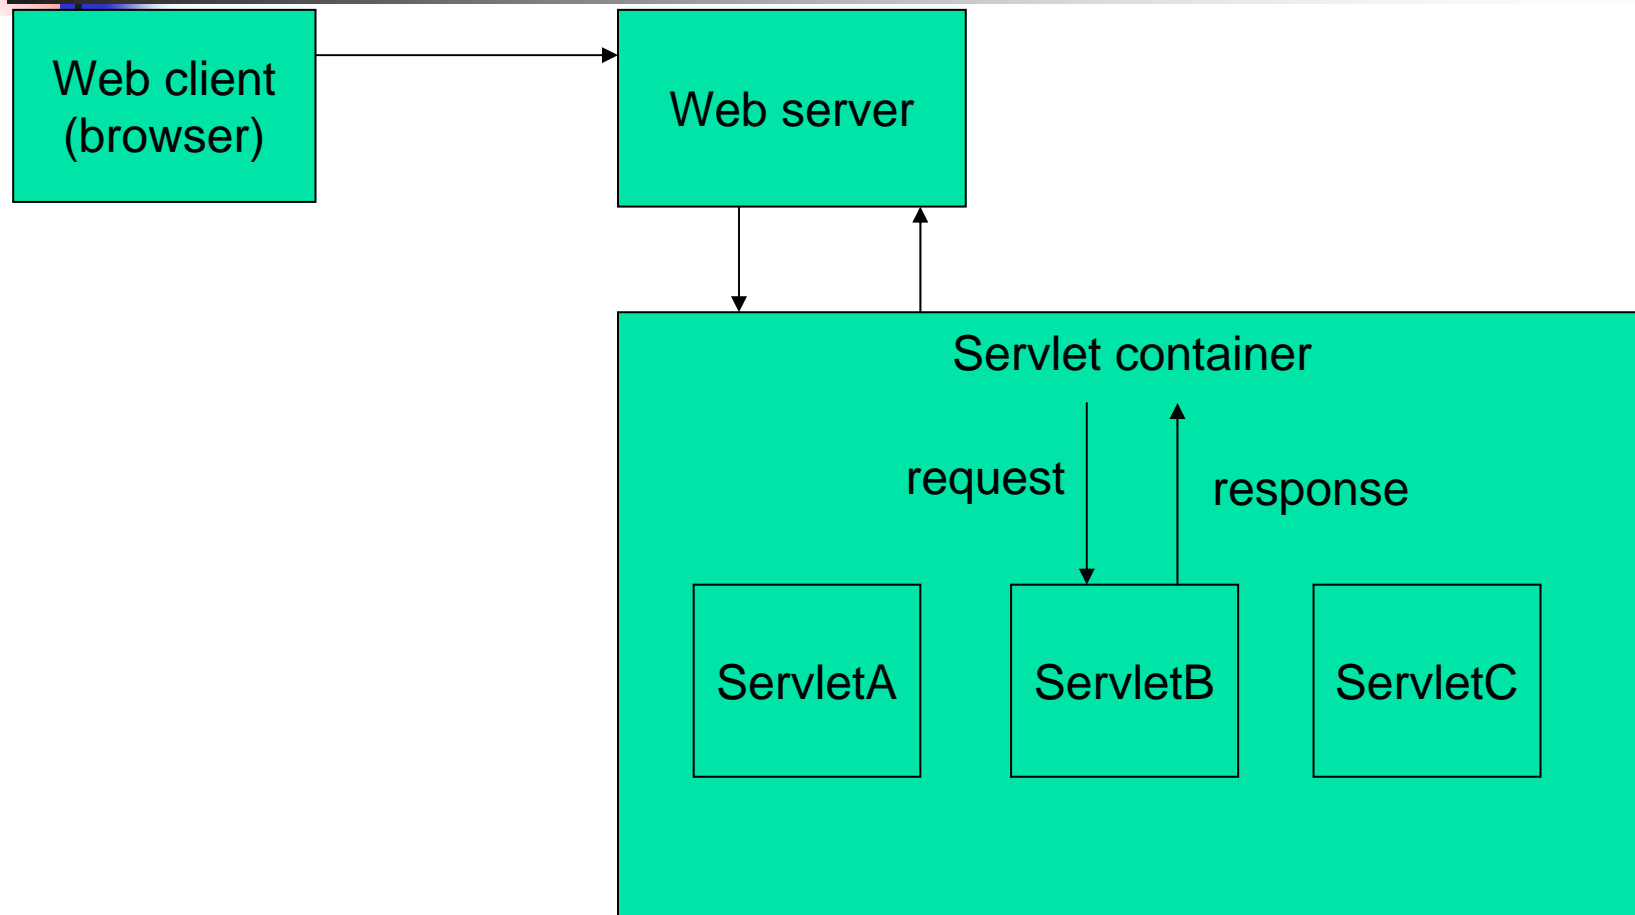 Web client
(browser)
Web server
Servlet container
request
response
ServletA
ServletB
ServletC